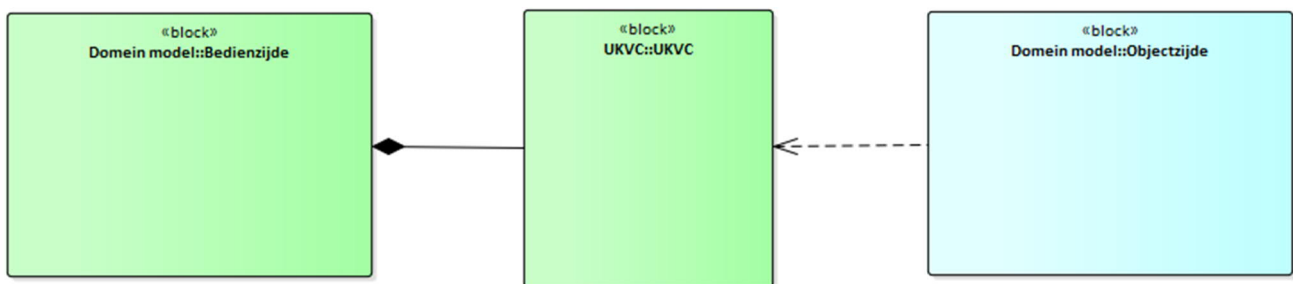 «block»
Domein model::Bedienzijde
«block»
UKVC::UKVC
«block»
Domein model::Objectzijde